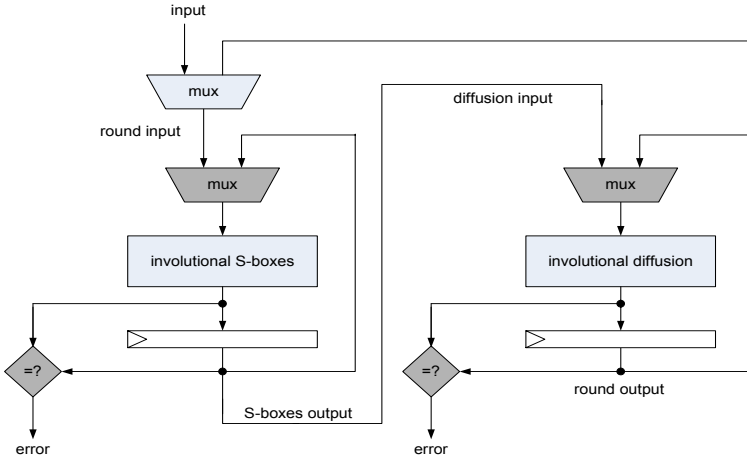 input
mux
diffusion input
round input
mux
mux
involutional S-boxes
involutional diffusion
=?
=?
round output
S-boxes output
error
error